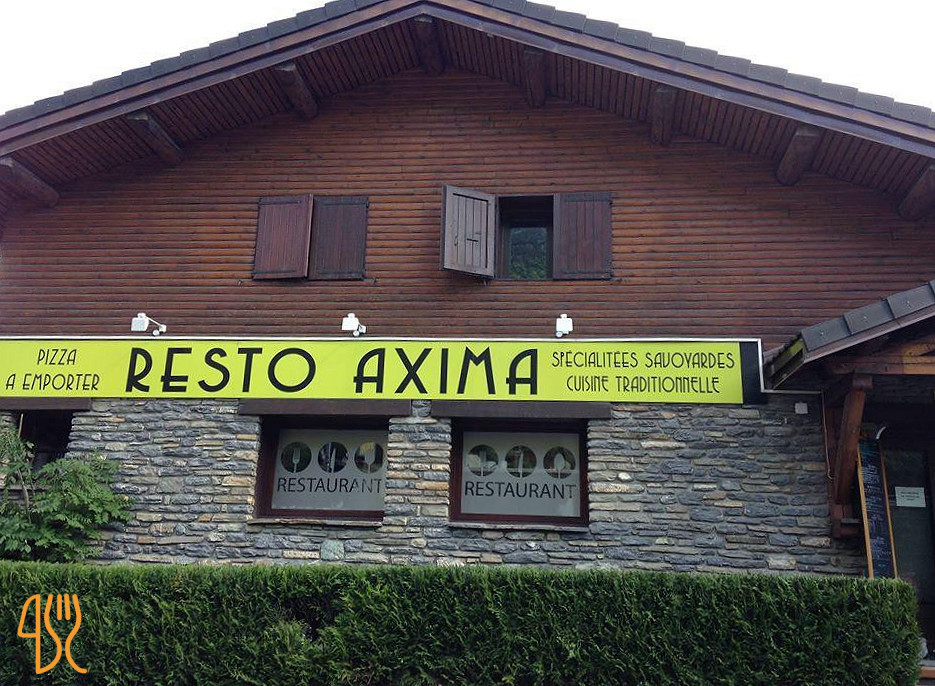 PIZZA
A EMPORTER
RESTO AXIMA
SPÉCIALITÉES SAVOYARDES
CUISINE TRADITIONNELLE
RESTAURANT
RESTAURANT